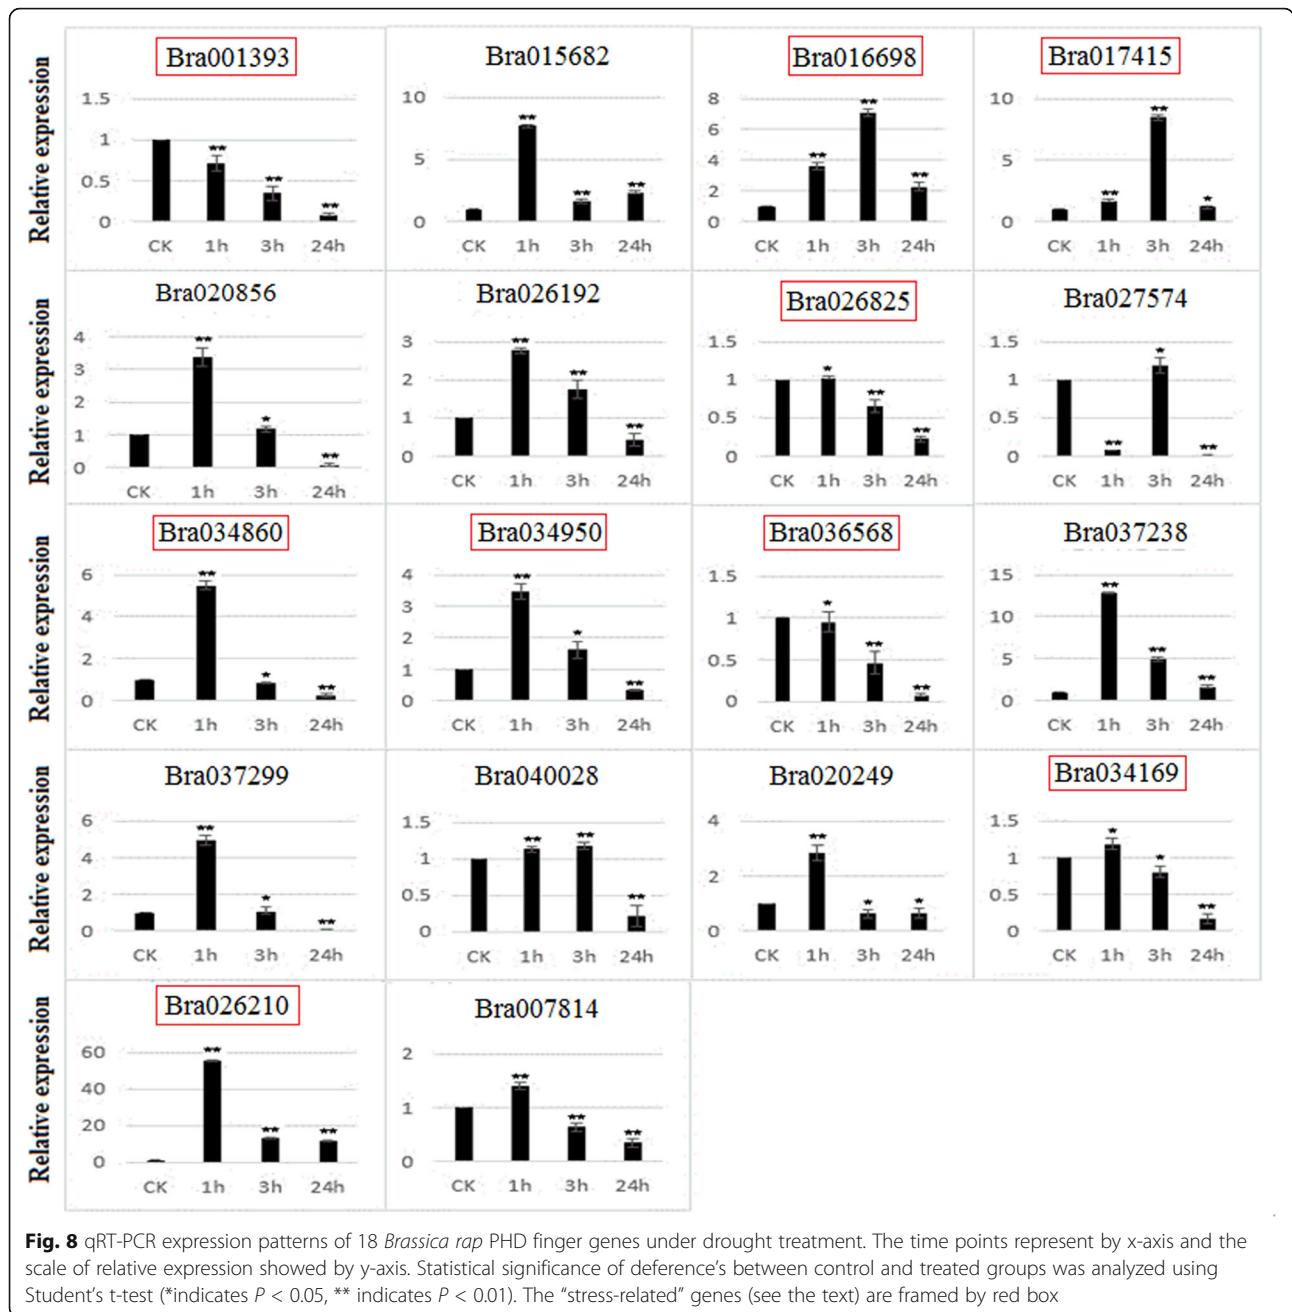 Bra001393
Bra015682
Bra016698
Bra017415
Relative expression
1.5
1
0.5
0
CK 1h 3h 24h
** ** **
10
5
0
CK 1h 3h 24h
** ** **
8
6
4
2
0
CK 1h 3h 24h
** ** **
10
5
0
CK 1h 3h 24h
** ** *
Bra020856
Bra026192
Bra026825
Bra027574
Relative expression
4
3
2
1
0
CK 1h 3h 24h
** * **
3
2
1
0
CK 1h 3h 24h
** ** **
1.5
1
0.5
0
CK 1h 3h 24h
* ** **
1.5
1
0.5
0
CK 1h 3h 24h
** * **
Bra034860
Bra034950
Bra036568
Bra037238
Relative expression
6
4
2
0
CK 1h 3h 24h
** * **
4
3
2
1
0
CK 1h 3h 24h
** * **
1.5
1
0.5
0
CK 1h 3h 24h
* ** **
15
10
5
0
CK 1h 3h 24h
** ** **
Bra037299
Bra040028
Bra020249
Bra034169
Relative expression
6
4
2
0
CK 1h 3h 24h
** * **
1.5
1
0.5
0
CK 1h 3h 24h
** ** **
4
2
0
CK 1h 3h 24h
** * *
1.5
1
0.5
0
CK 1h 3h 24h
* * **
Bra026210
Bra007814
Relative expression
60
40
20
0
CK 1h 3h 24h
** ** **
2
1
0
CK 1h 3h 24h
** ** **
Fig. 8 qRT-PCR expression patterns of 18 Brassica rap PHD finger genes under drought treatment. The time points represent by x-axis and the
scale of relative expression showed by y-axis. Statistical significance of deference's between control and treated groups was analyzed using
Student's t-test (*indicates P < 0.05, ** indicates P < 0.01). The “stress-related” genes (see the text) are framed by red box